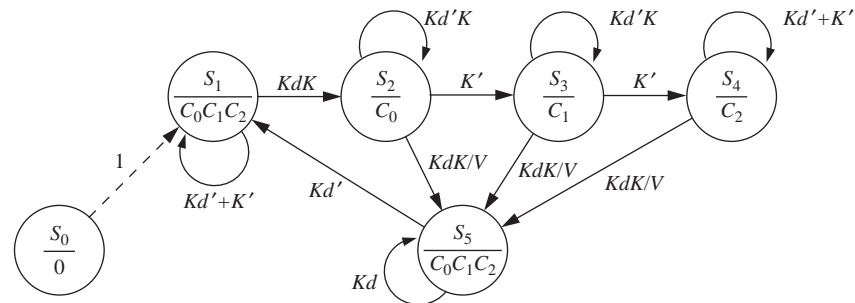 Kd'K
Kd'K
Kd'+K'
S1
C0C1C2
KdK
S2
C0
K'
S3
C1
K'
S4
C2
1
Kd'+K'
Kd'
KdK/V
KdK/V
KdK/V
S0
0
S5
C0C1C2
Kd